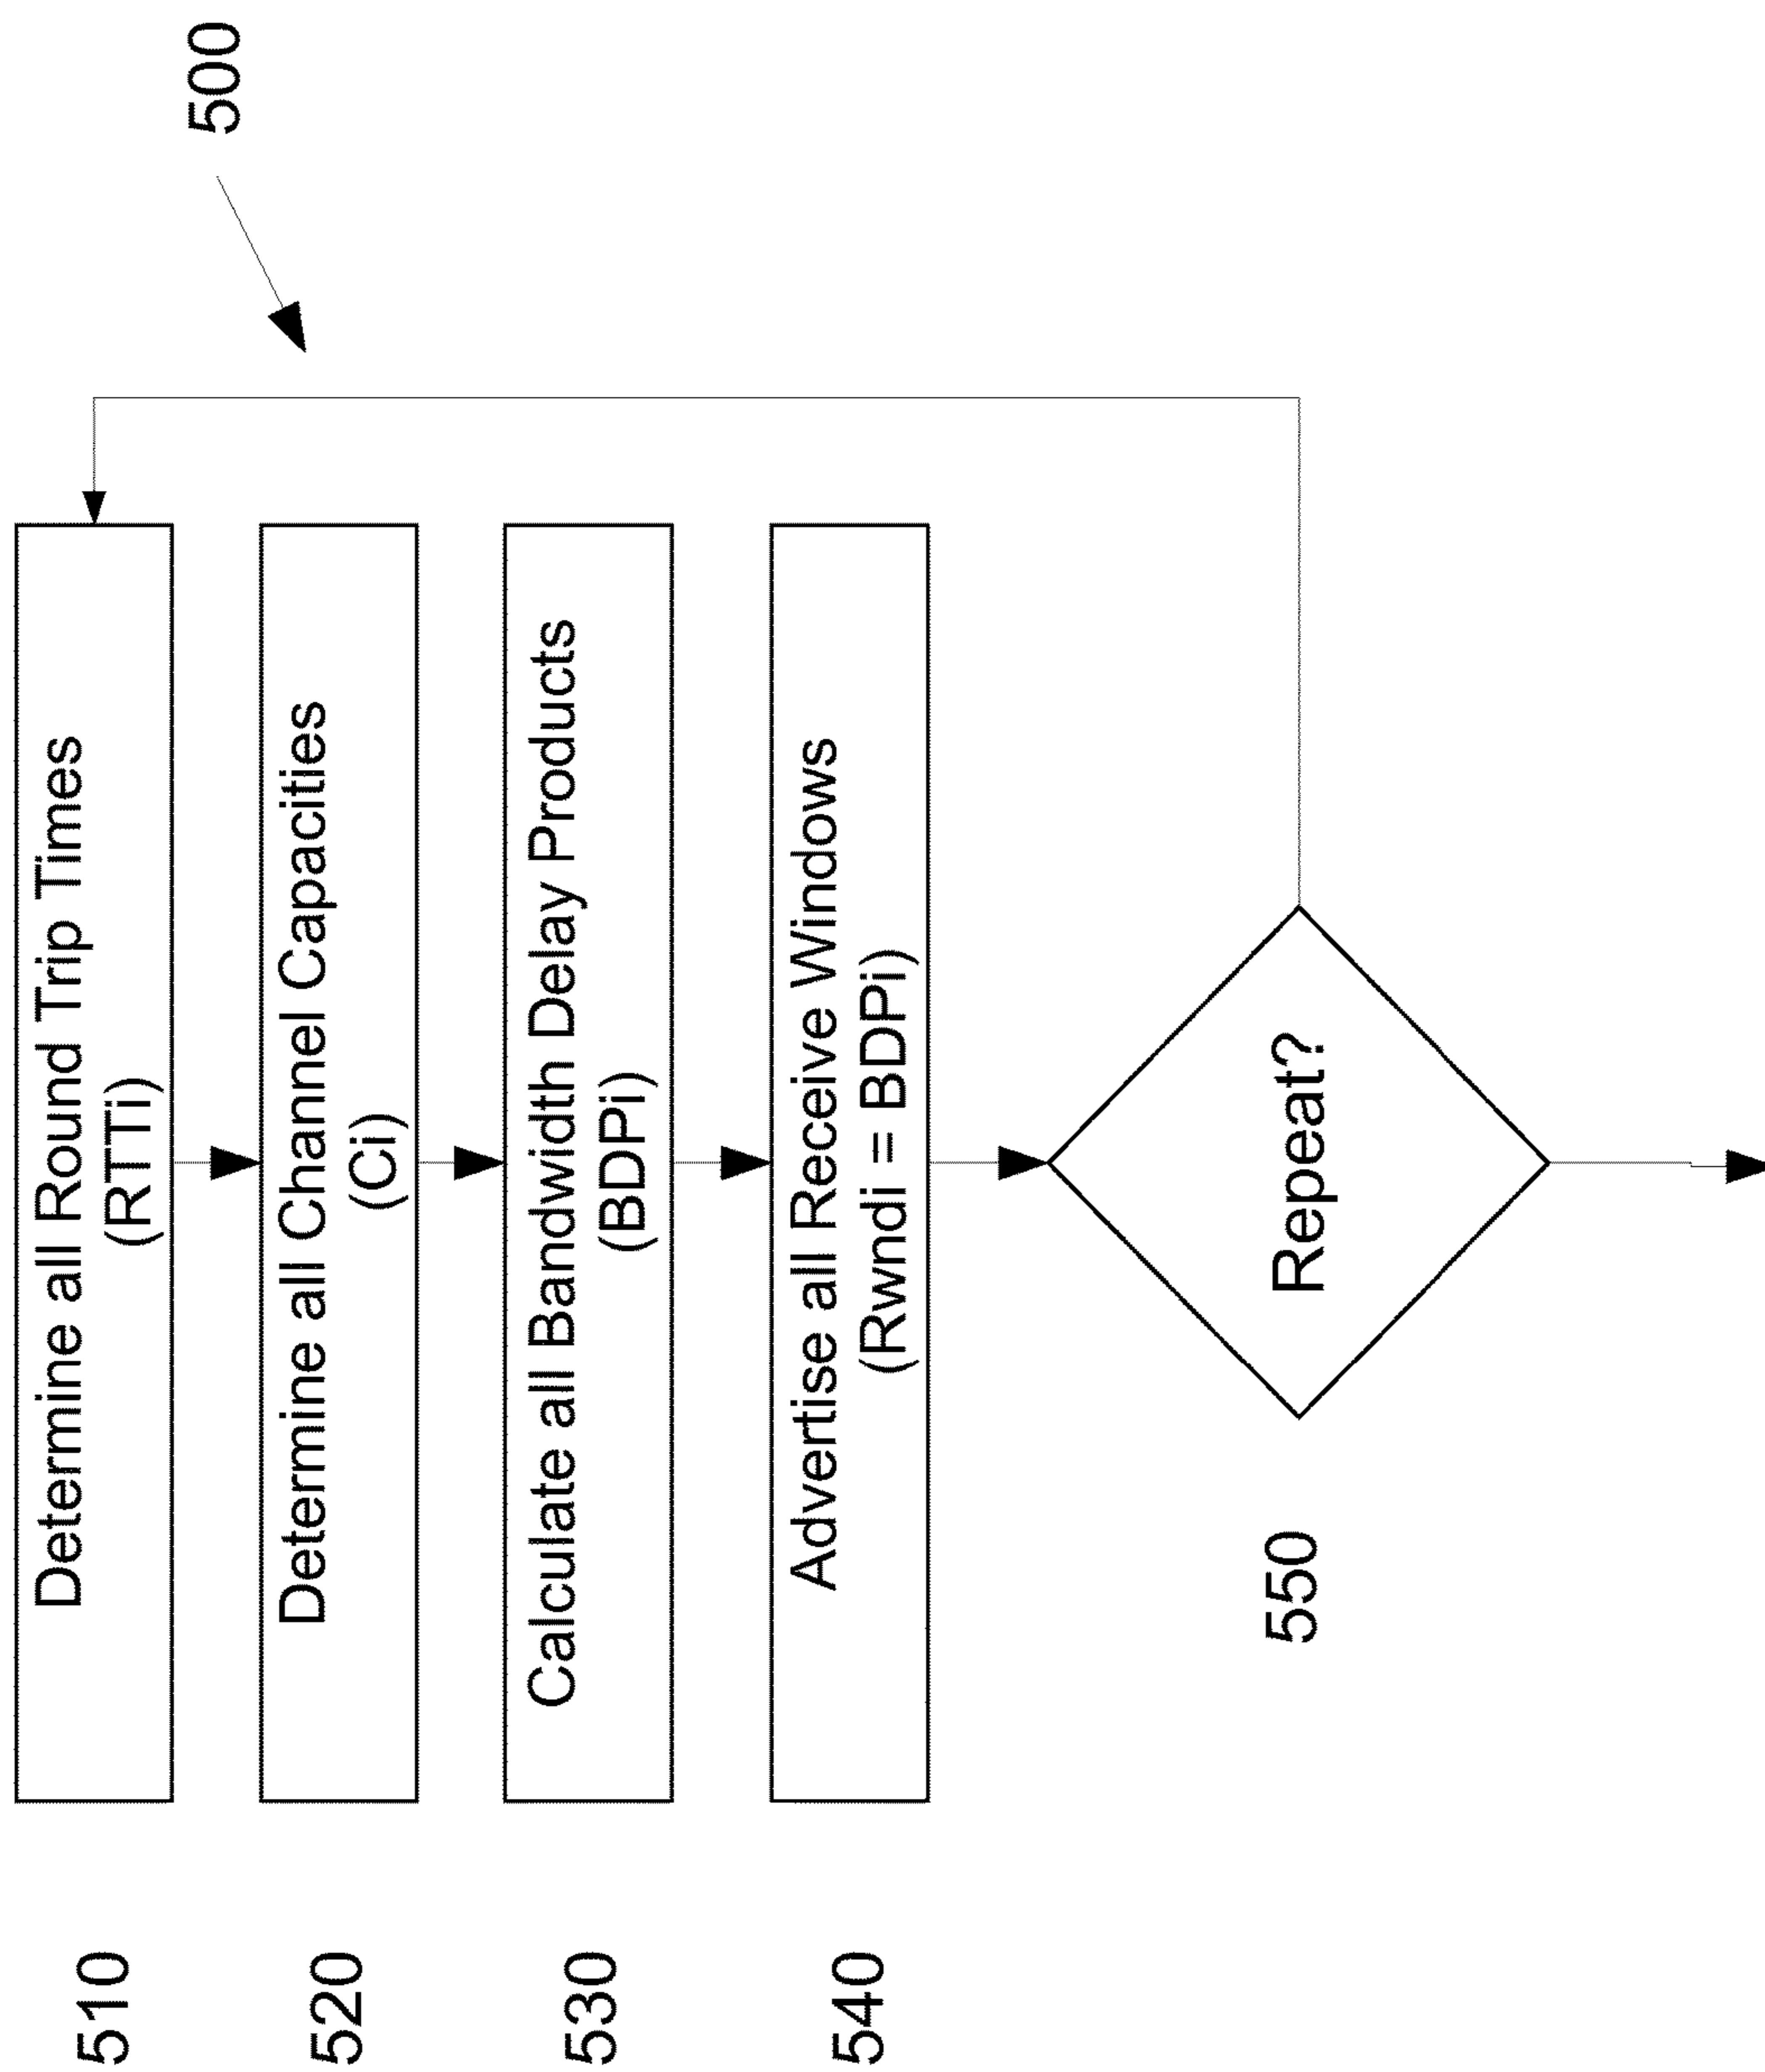 500
510
Determine all Round Trip Times
(RTTi)
520
Determine all Channel Capacities
(Ci)
530
Calculate all Bandwidth Delay Products
(BDPi)
540
Advertise all Receive Windows
(Rwndi = BDPi)
550
Repeat?